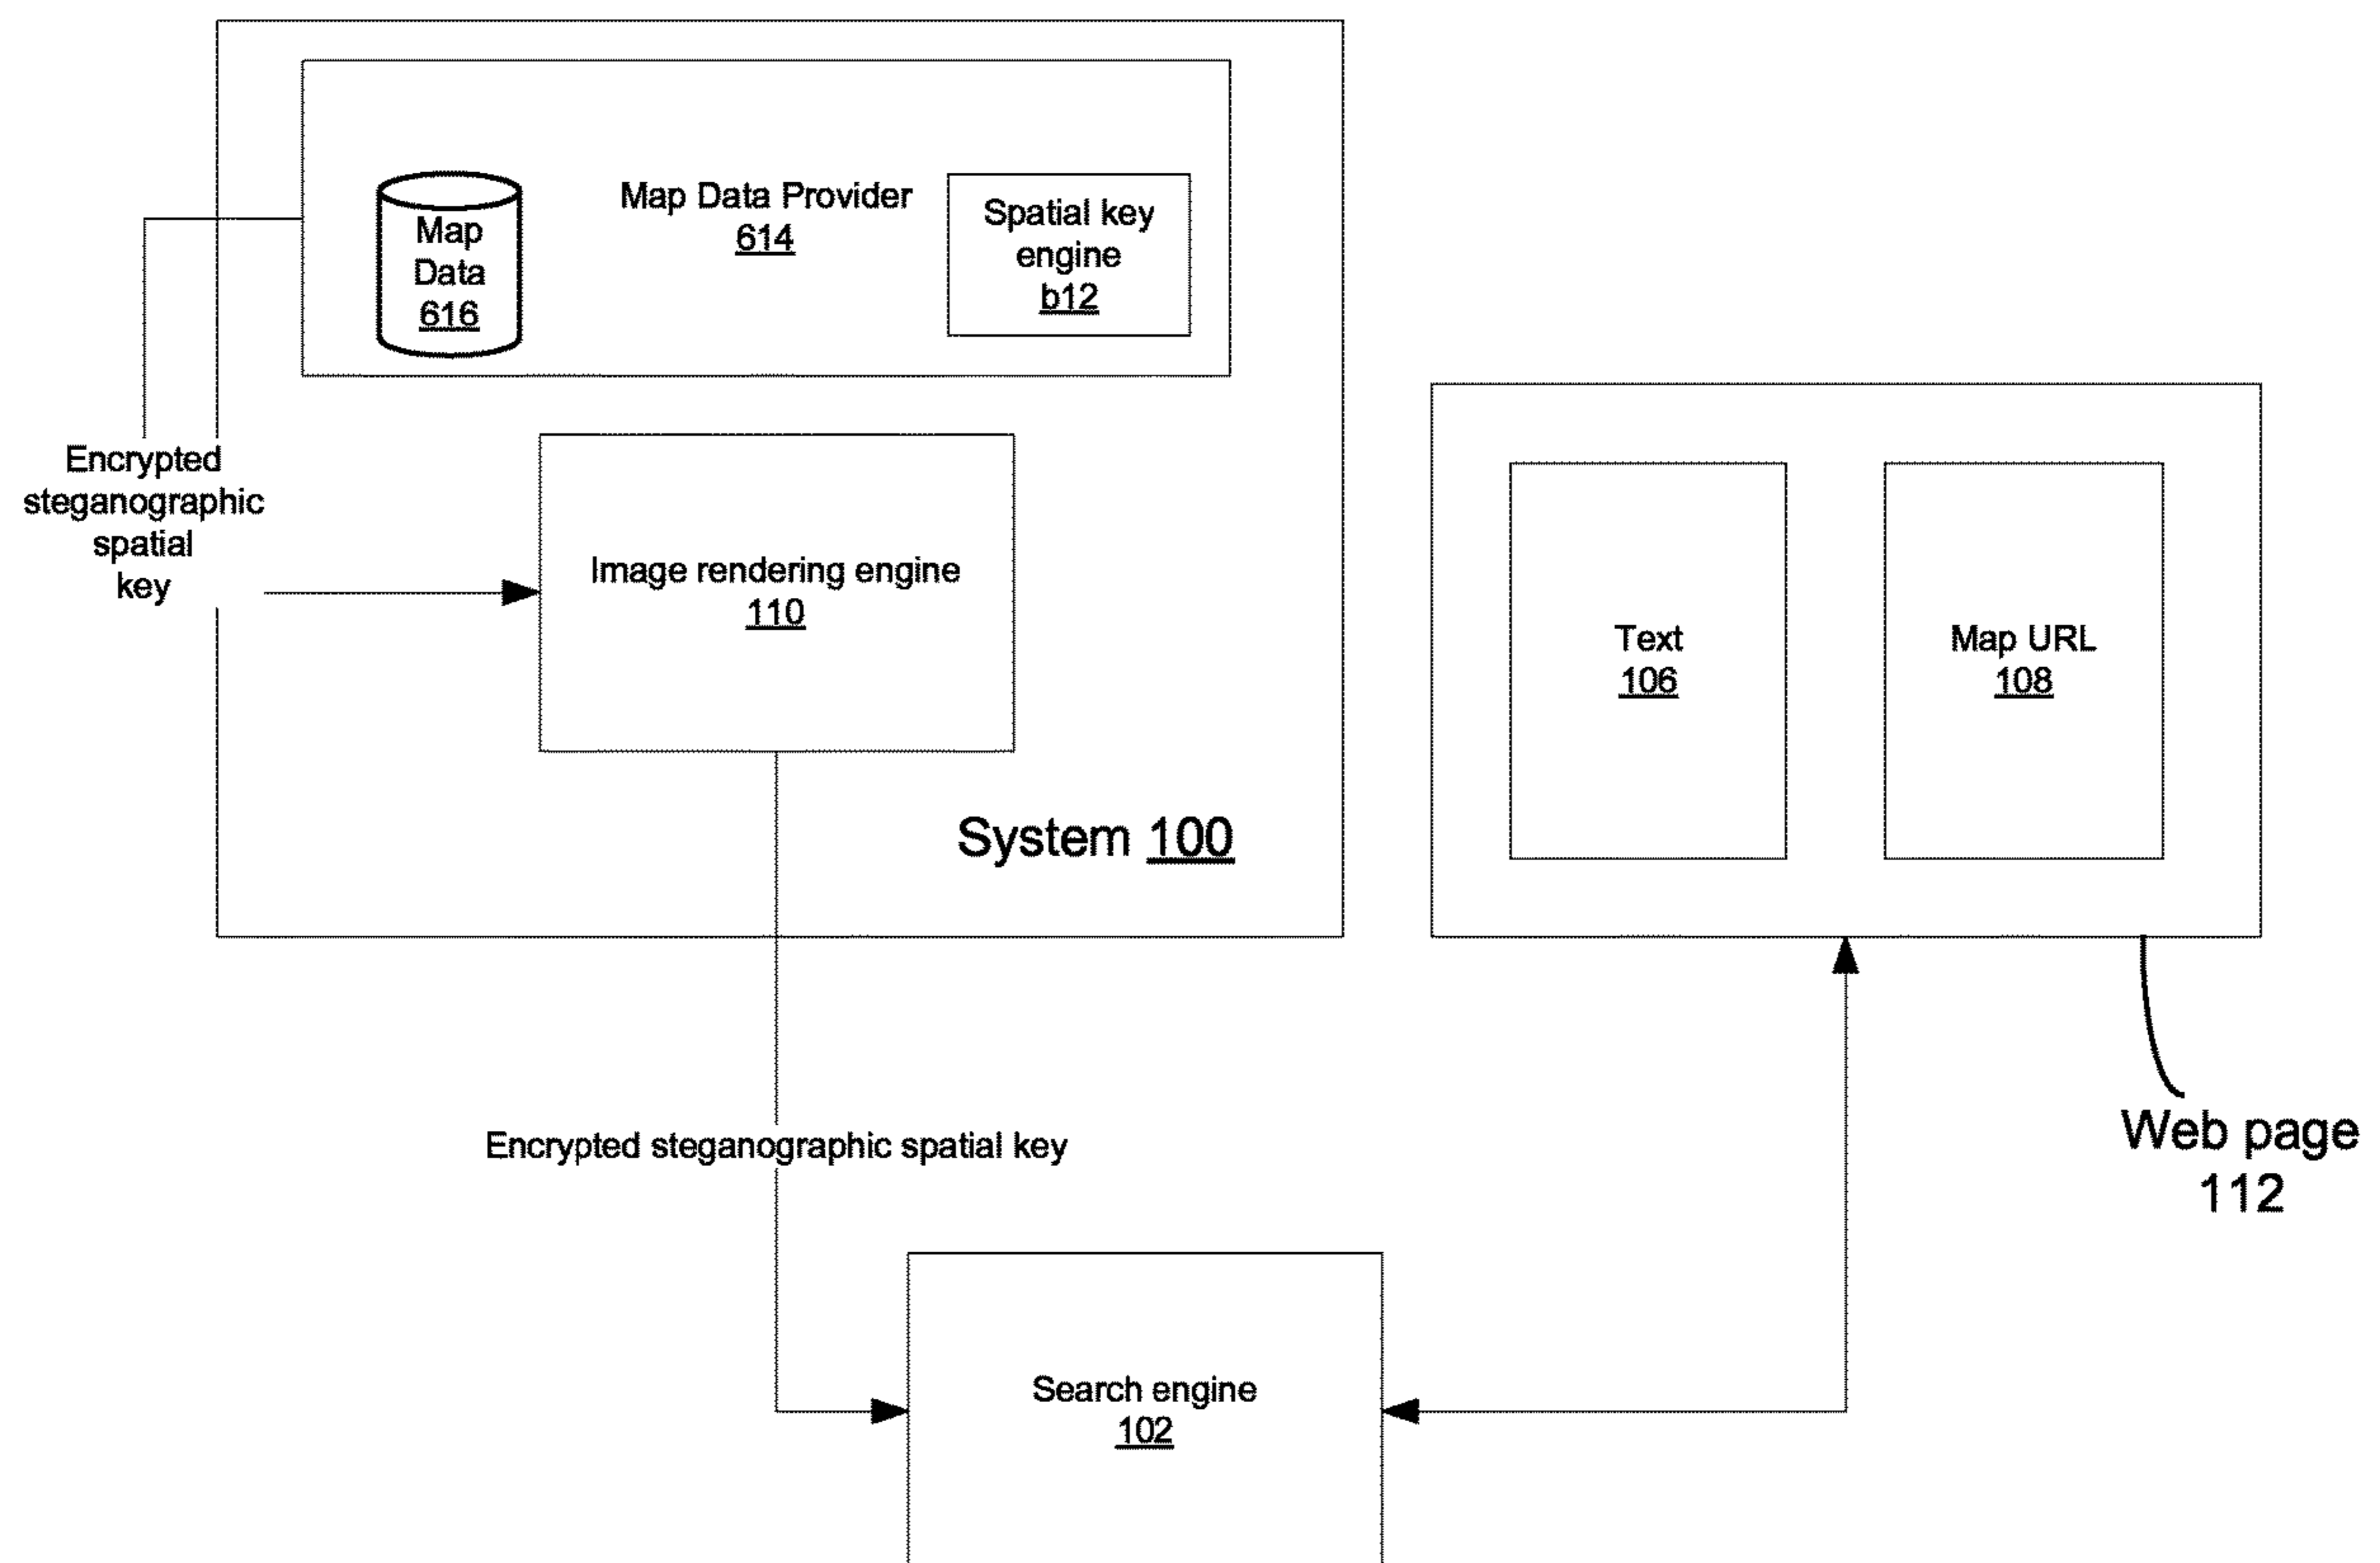 Map Data Provider
614
Map
Data
616
Spatial key
engine
b12
Encrypted
steganographic
spatial
key
Image rendering engine
110
System 100
Text
106
Map URL
108
Encrypted steganographic spatial key
Web page
112
Search engine
102